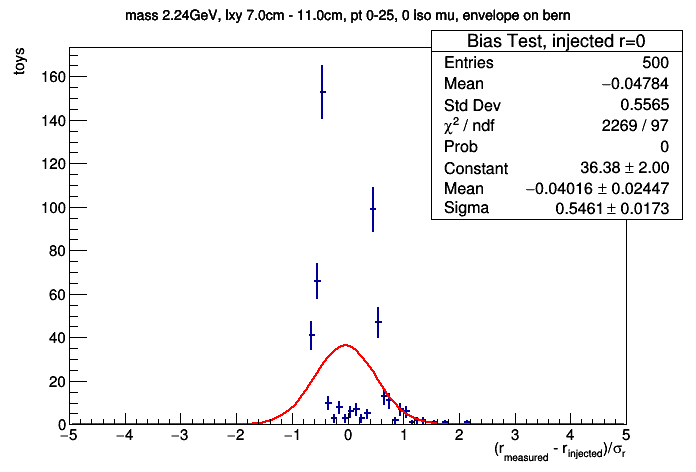 mass 2.24GeV, lxy 7.0cm - 11.0cm, pt 0-25, 0 Iso mu, envelope on bern
Bias Test, injected r=0
Entries 500
Mean −0.04784
Std Dev 0.5565
χ² / ndf 2269 / 97
Prob 0
Constant 36.38 ± 2.00
Mean −0.04016 ± 0.02447
Sigma 0.5461 ± 0.0173
toys
160
140
120
100
80
60
40
20
0
−5 −4 −3 −2 −1 0 1 2 3 4 5
(r_measured - r_injected)/σ_r